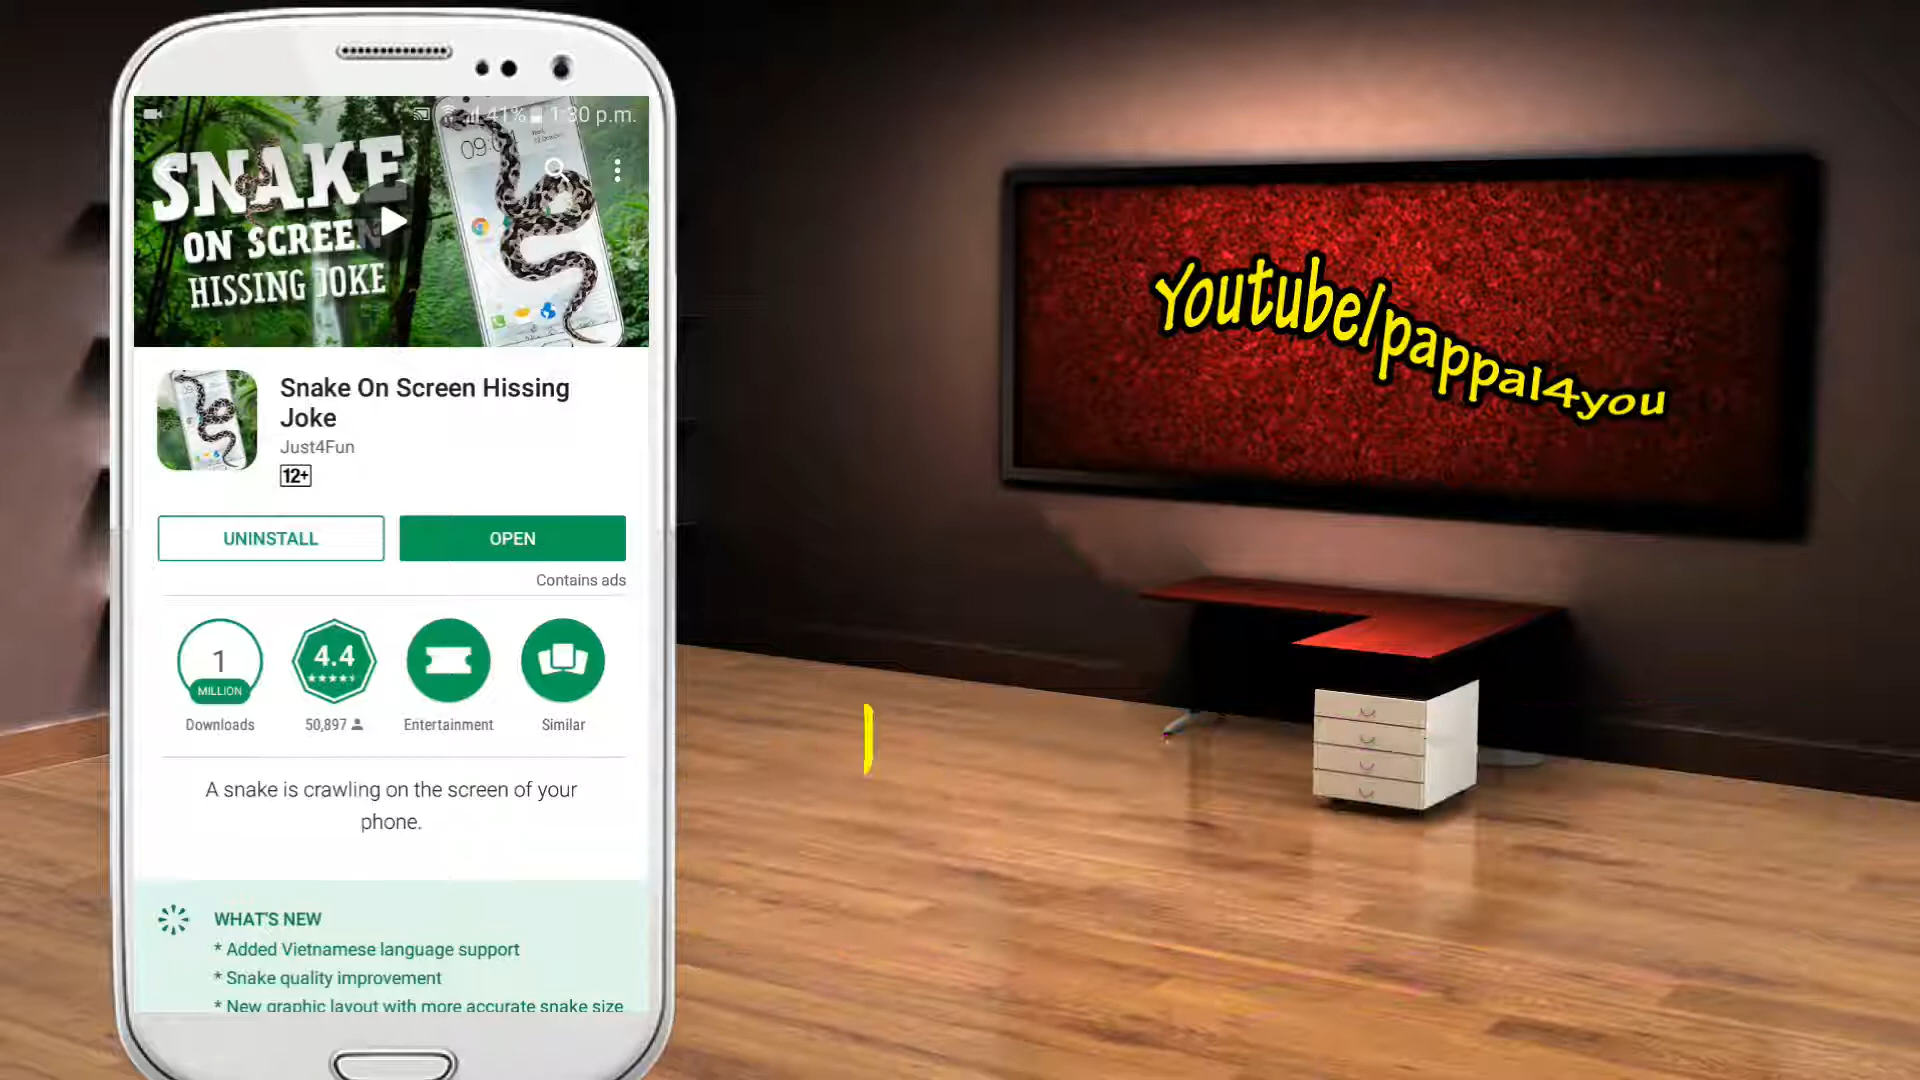 41% 1:30 p.m.
SNAKE
ON SCREEN
HISSING JOKE
Snake On Screen Hissing
Joke
Just4Fun
12+
UNINSTALL
OPEN
Contains ads
1
MILLION
4.4
Downloads
50,897
Entertainment
Similar
A snake is crawling on the screen of your
phone.
WHAT'S NEW
* Added Vietnamese language support
* Snake quality improvement
* New graphic layout with more accurate snake size
Youtube/pappal4you